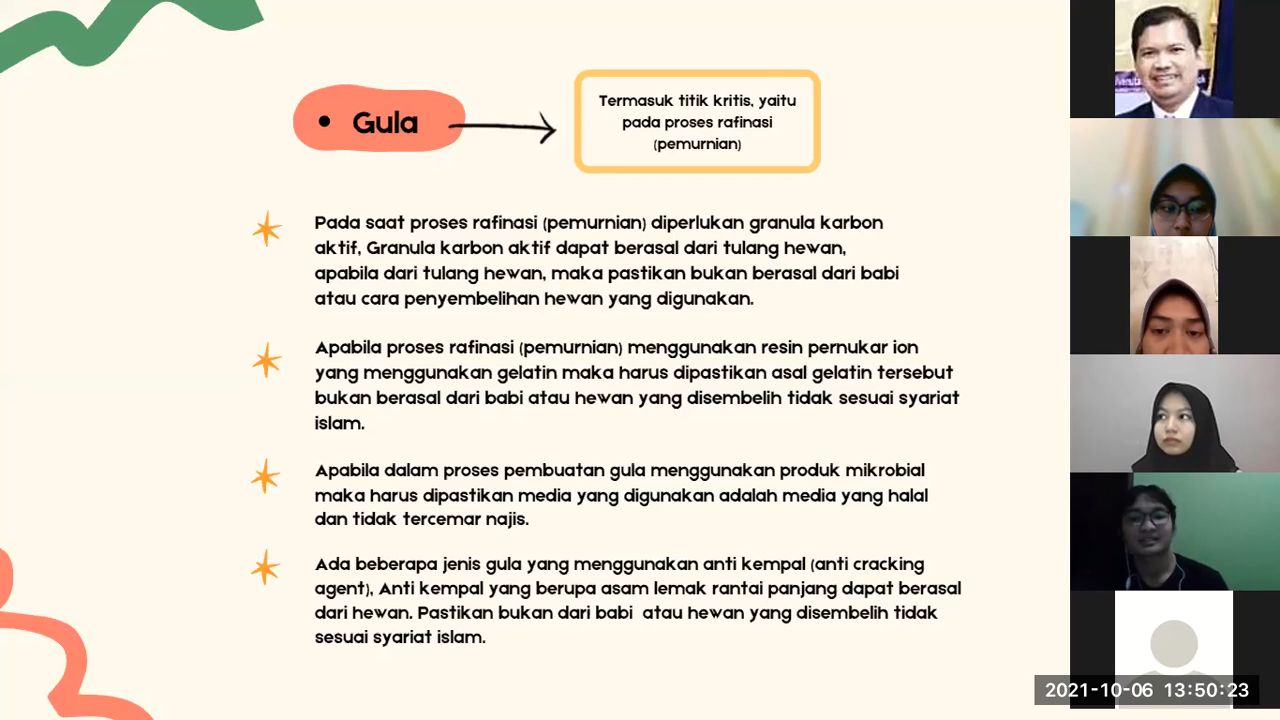 • Gula
Termasuk titik kritis, yaitu
pada proses rafinasi
(pemurnian)
Pada saat proses rafinasi (pemurnian) diperlukan granula karbon
aktif, Granula karbon aktif dapat berasal dari tulang hewan,
apabila dari tulang hewan, maka pastikan bukan berasal dari babi
atau cara penyembelihan hewan yang digunakan.
Apabila proses rafinasi (pemurnian) menggunakan resin pernukar ion
yang menggunakan gelatin maka harus dipastikan asal gelatin tersebut
bukan berasal dari babi atau hewan yang disembelih tidak sesuai syariat
islam.
Apabila dalam proses pembuatan gula menggunakan produk mikrobial
maka harus dipastikan media yang digunakan adalah media yang halal
dan tidak tercemar najis.
Ada beberapa jenis gula yang menggunakan anti kempal (anti cracking
agent), Anti kempal yang berupa asam lemak rantai panjang dapat berasal
dari hewan. Pastikan bukan dari babi atau hewan yang disembelih tidak
sesuai syariat islam.
2021-10-06 13:50:23